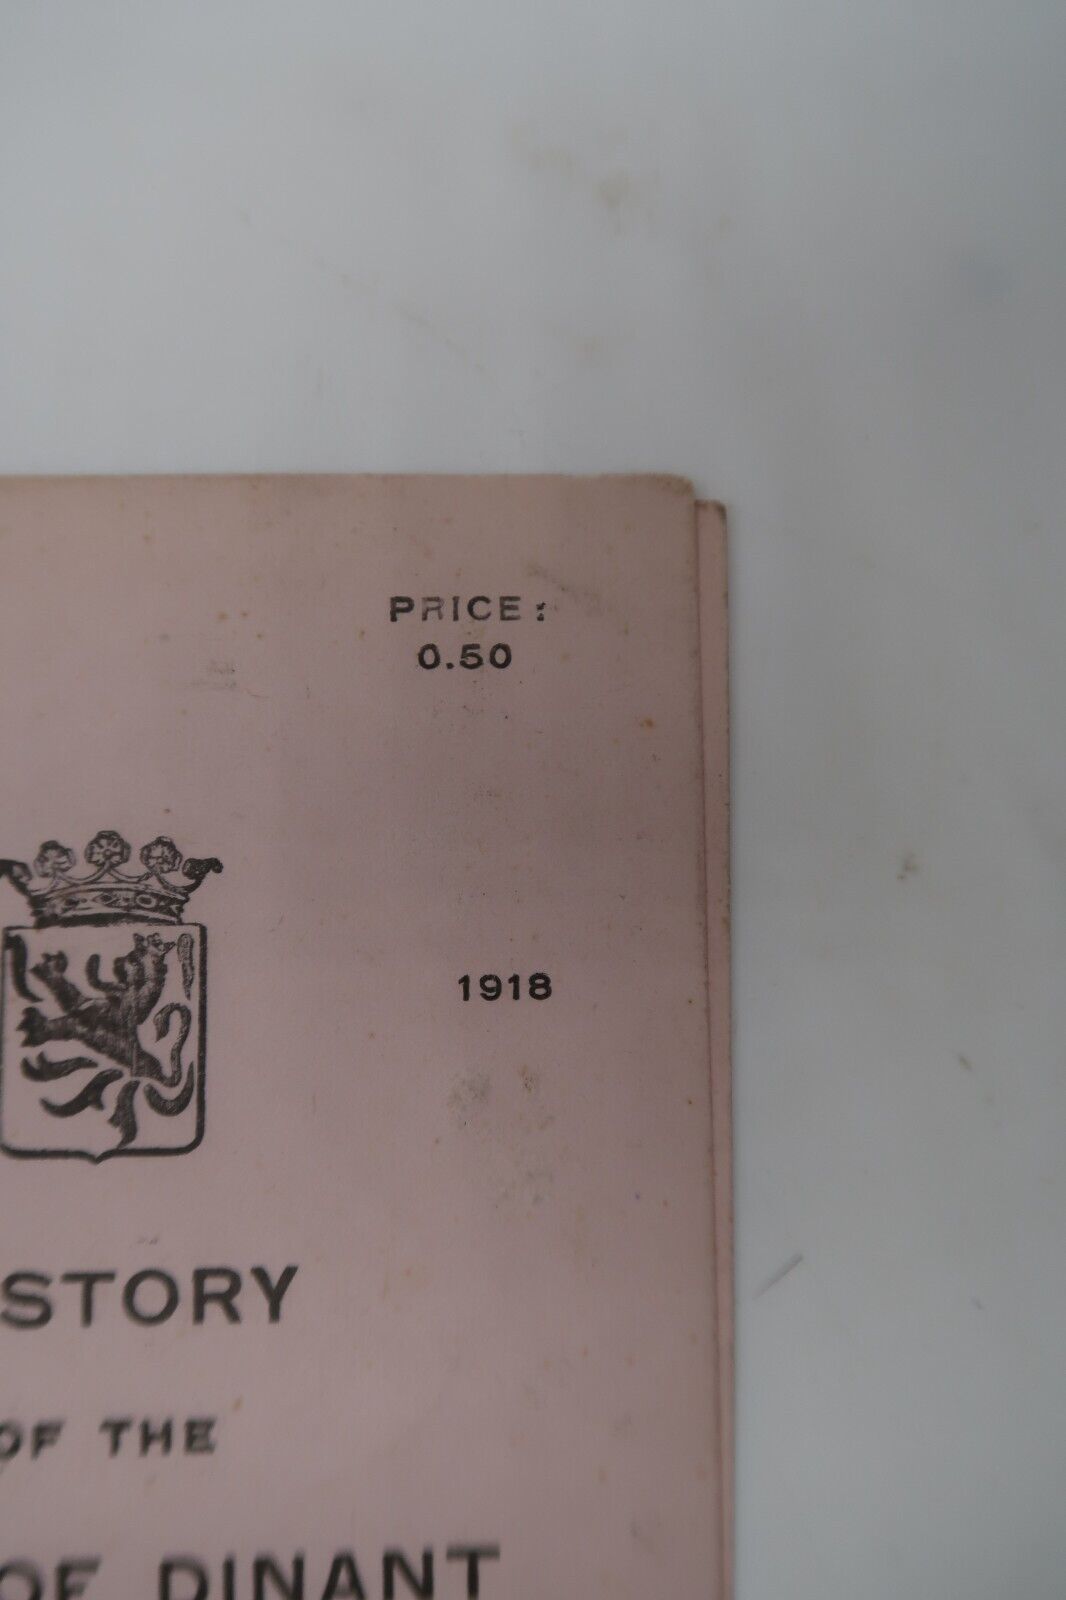 PRICE:
0.50
1918
STORY
OF THE
OF DINANT